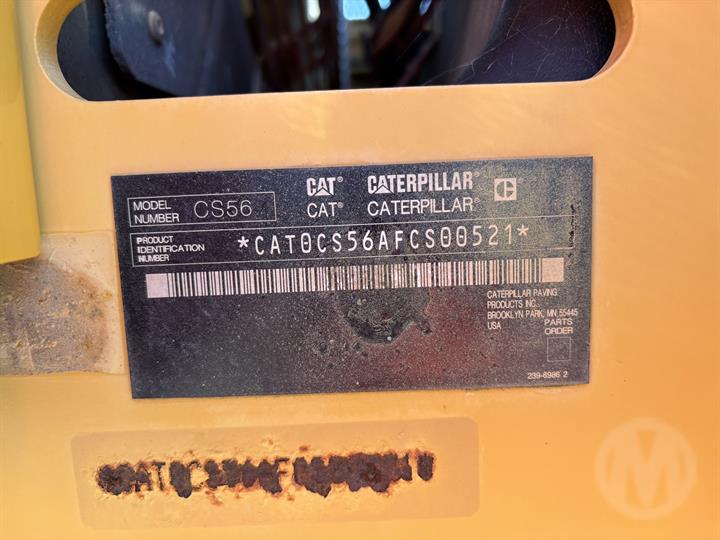 CAT® CATERPILLAR®
MODEL NUMBER CS56 CAT® CATERPILLAR®
PRODUCT IDENTIFICATION NUMBER *CAT0CS56AFCS00521*
CATERPILLAR PAVING
PRODUCTS INC.
BROOKLYN PARK, MN 55445
USA PARTS
ORDER
239-6986 2
M